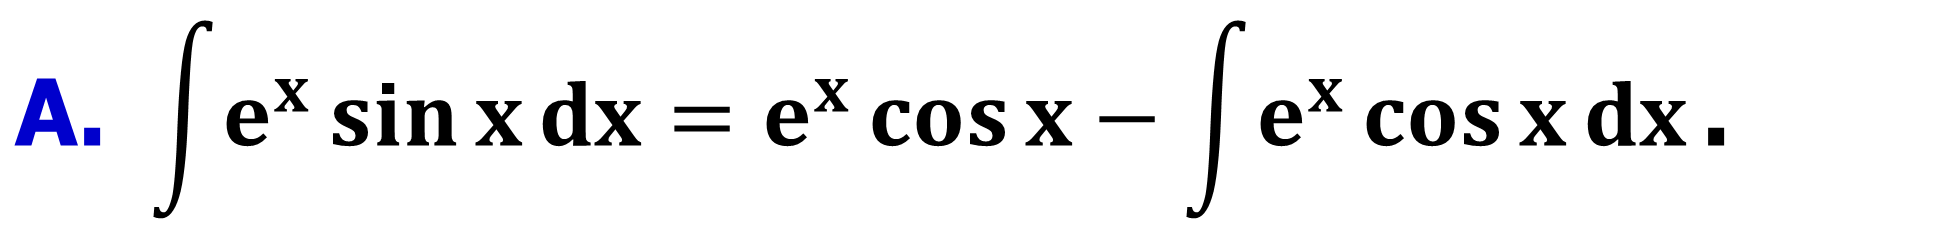 A. ∫ eˣ sin x dx = eˣ cos x − ∫ eˣ cos x dx .